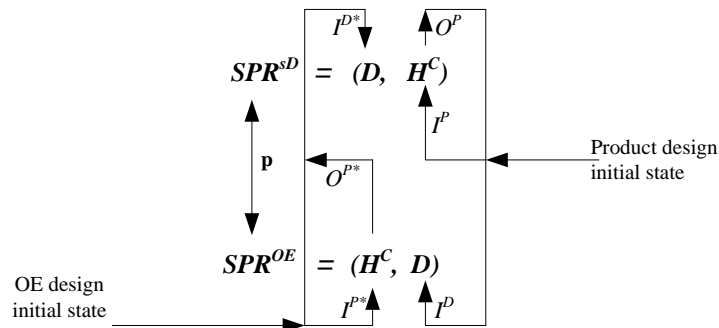 I^{D*} O^P
SPR^{sD} = (D, H^C)
I^P
p
O^{P*}
Product design
initial state
SPR^{OE} = (H^C, D)
OE design
initial state
I^{P*} I^D